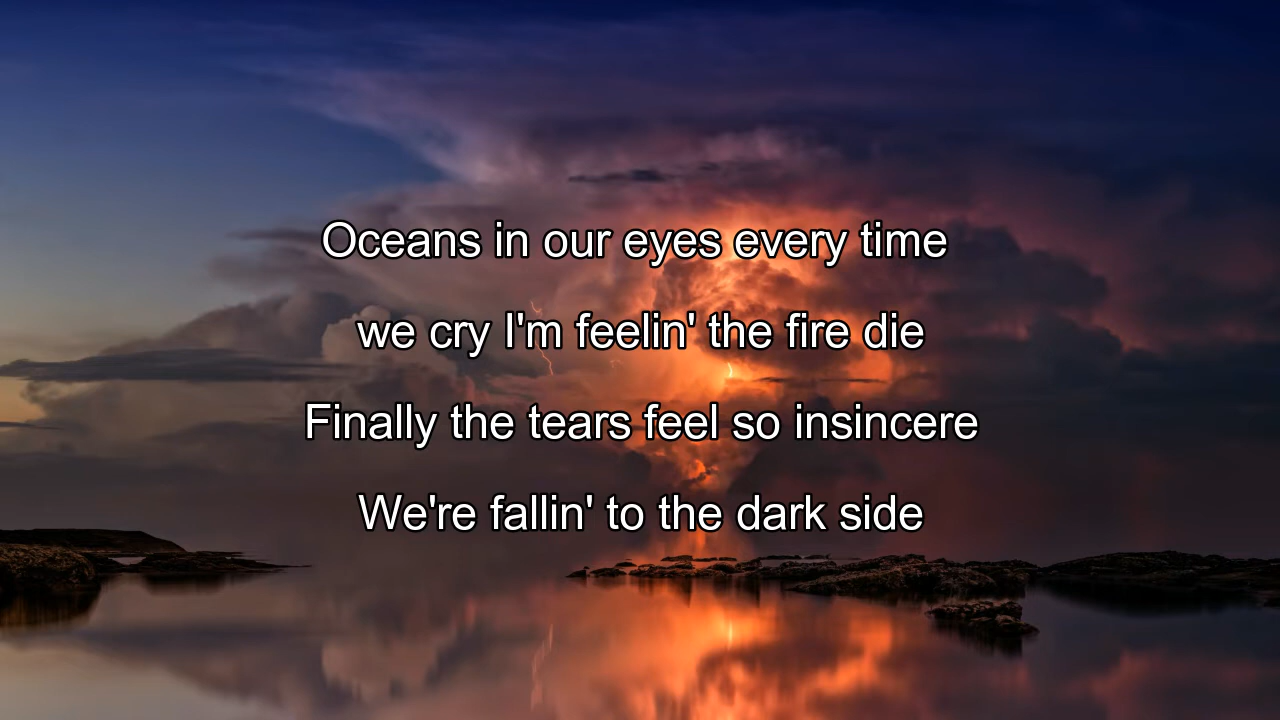 Oceans in our eyes every time
we cry I'm feelin' the fire die
Finally the tears feel so insincere
We're fallin' to the dark side